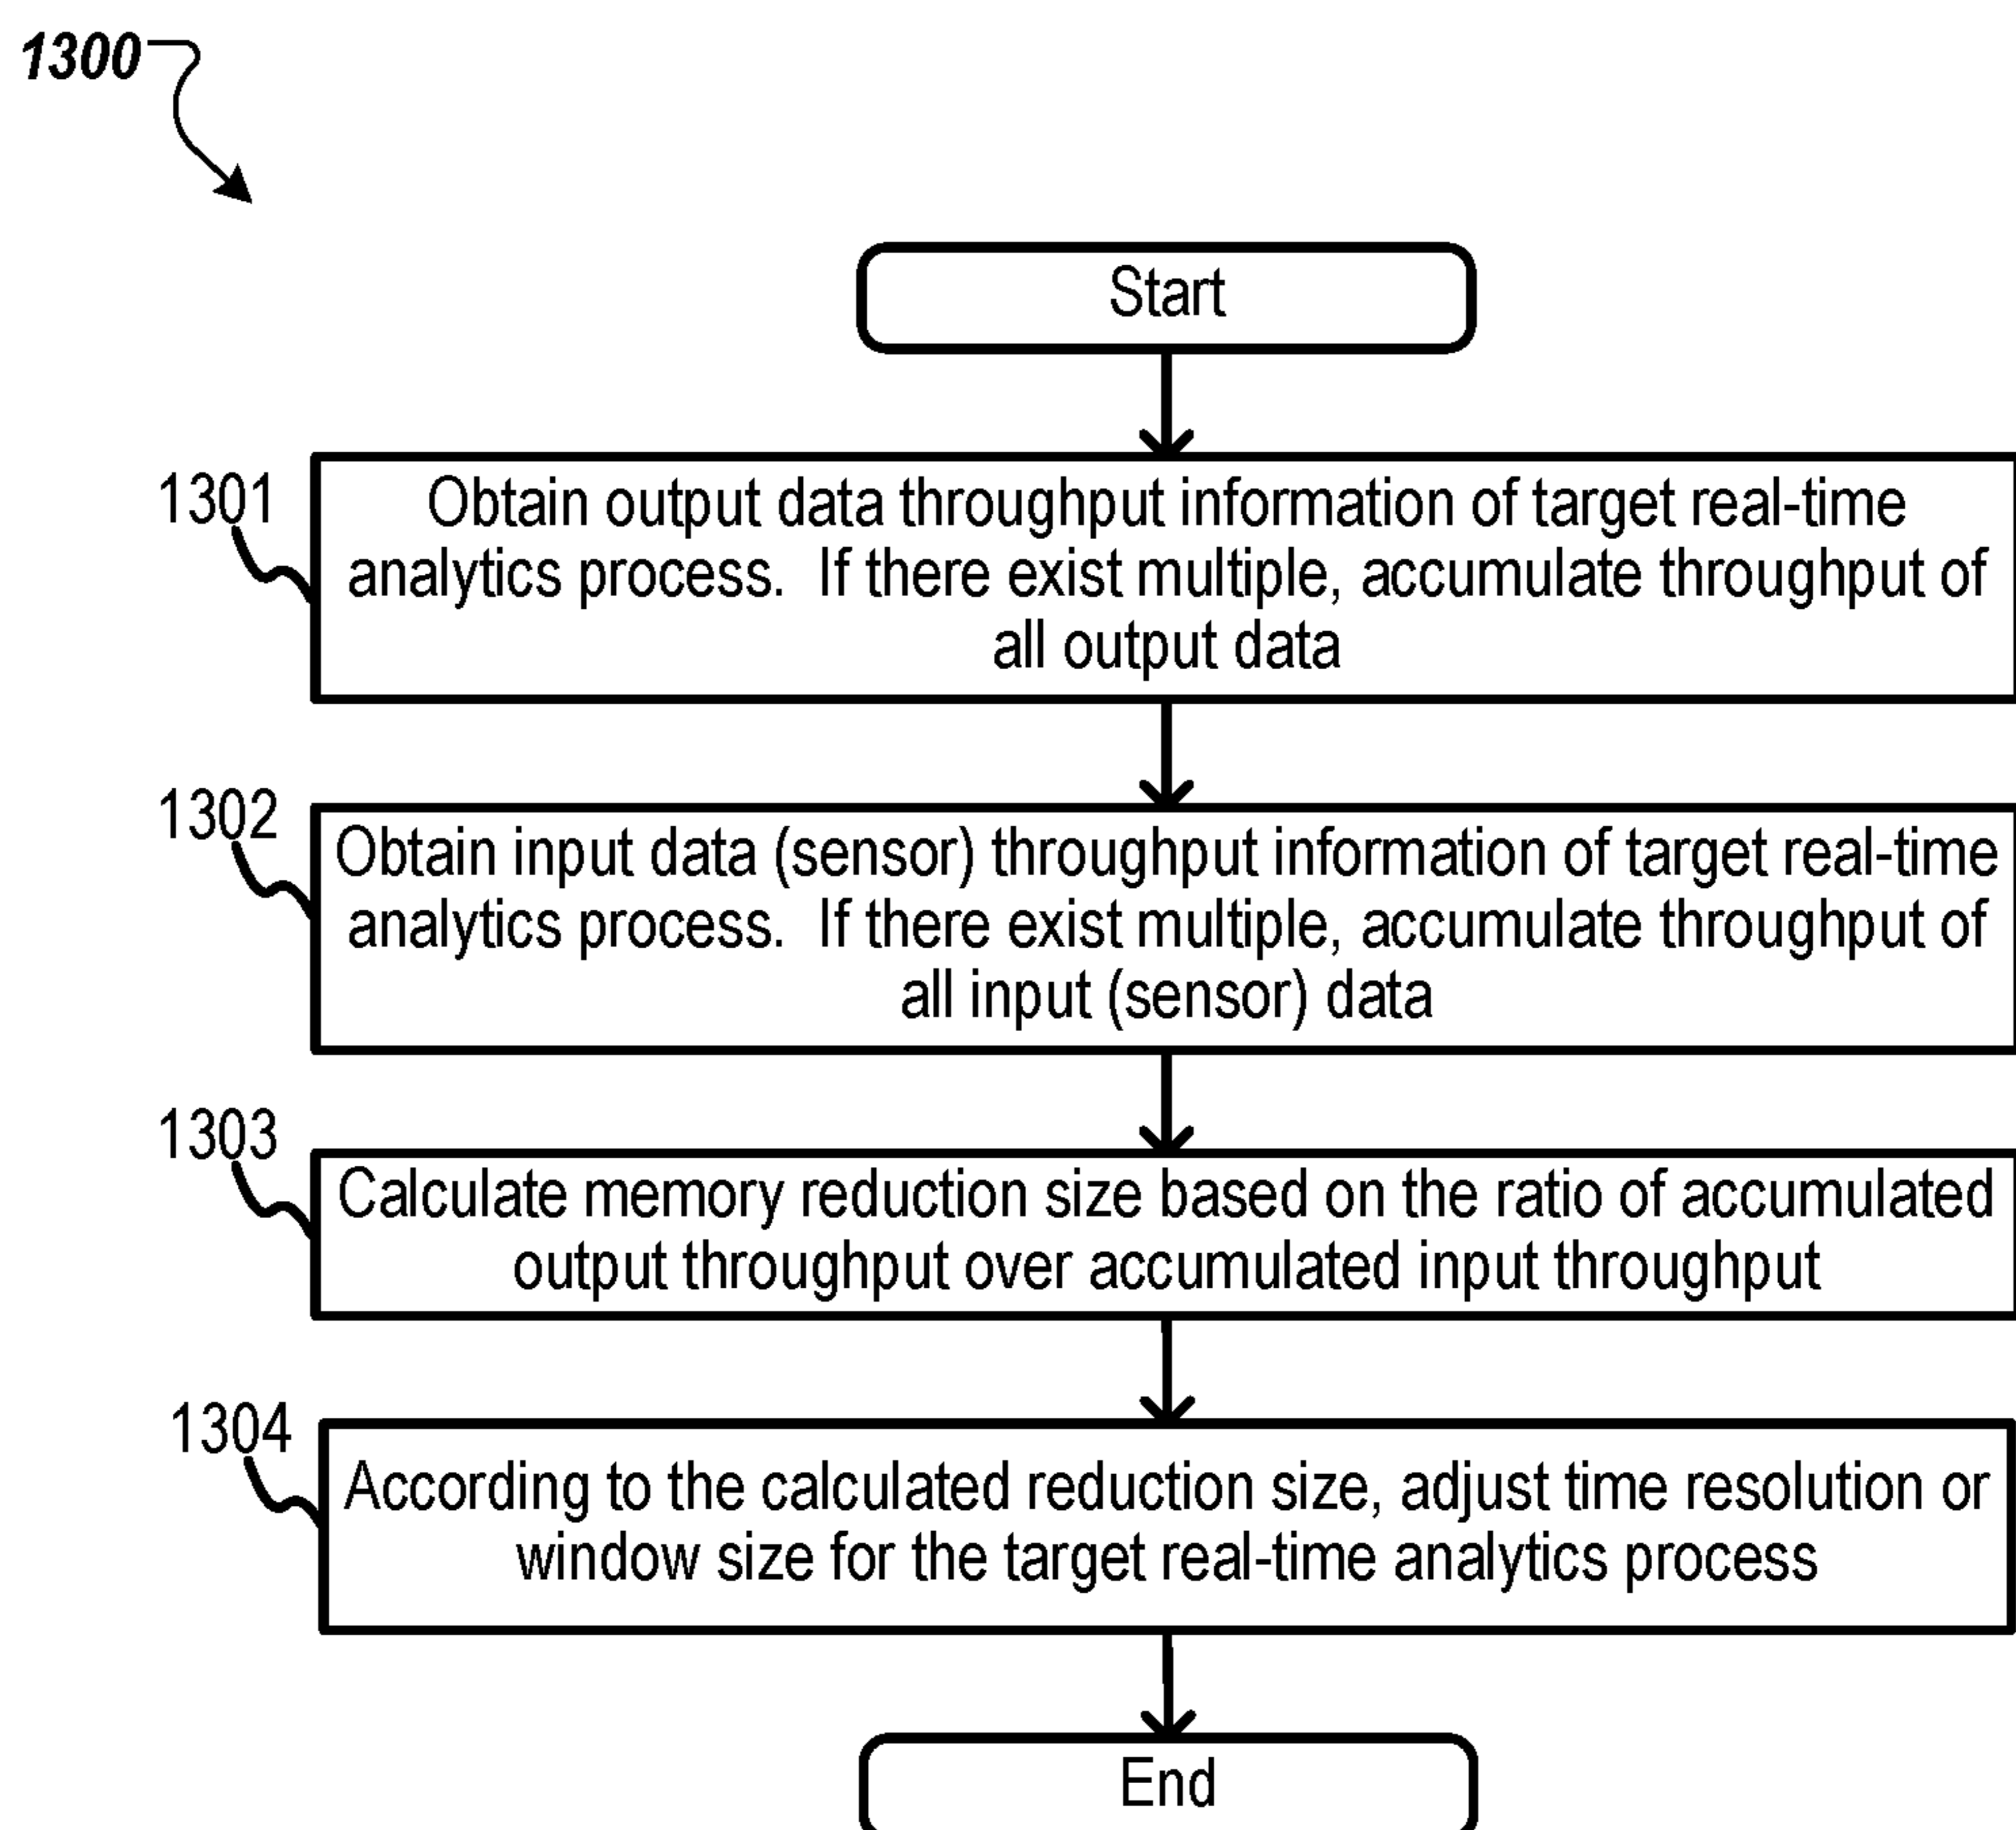 1300
Start
1301
Obtain output data throughput information of target real-time
analytics process. If there exist multiple, accumulate throughput of
all output data
1302
Obtain input data (sensor) throughput information of target real-time
analytics process. If there exist multiple, accumulate throughput of
all input (sensor) data
1303
Calculate memory reduction size based on the ratio of accumulated
output throughput over accumulated input throughput
1304
According to the calculated reduction size, adjust time resolution or
window size for the target real-time analytics process
End